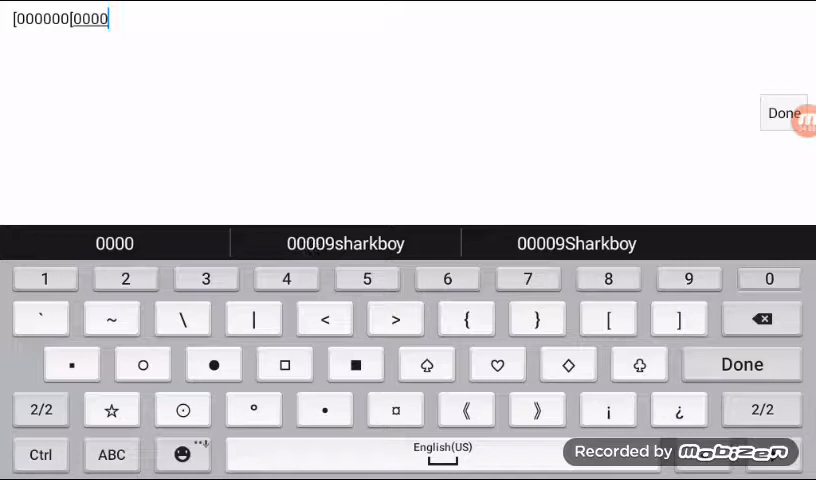 [000000[0000
Done
0000 00009sharkboy 00009Sharkboy
1 2 3 4 5 6 7 8 9 0
` ~ \ | < > { } [ ]
▪ ○ ● □ ■ ♤ ♡ ◇ ♧ Done
2/2 ☆ ⊙ ° • ¤ 《 》 ¡ ¿ 2/2
Ctrl ABC English(US) Recorded by Mobizen